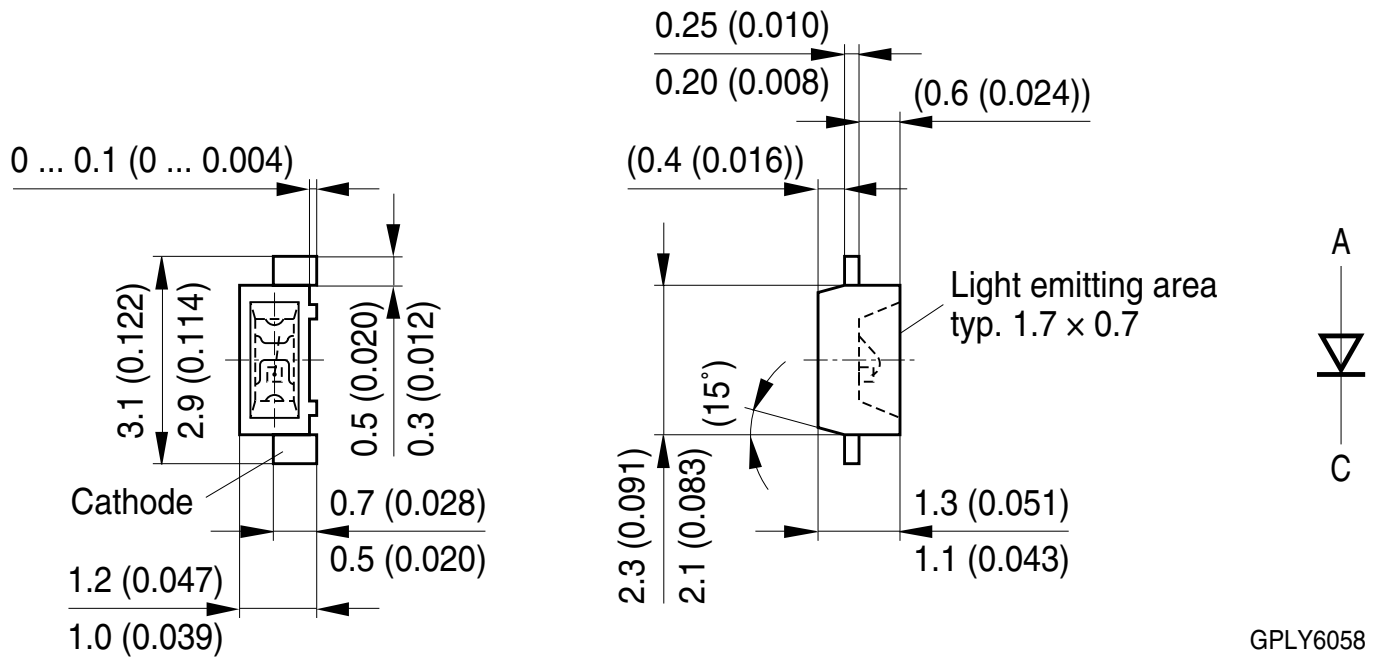 0.25 (0.010)
0.20 (0.008)
(0.6 (0.024))
0 ... 0.1 (0 ... 0.004)
(0.4 (0.016))
3.1 (0.122)
2.9 (0.114)
0.5 (0.020)
0.3 (0.012)
Cathode
0.7 (0.028)
0.5 (0.020)
1.2 (0.047)
1.0 (0.039)
Light emitting area
typ. 1.7 × 0.7
(15°)
2.3 (0.091)
2.1 (0.083)
1.3 (0.051)
1.1 (0.043)
A
C
GPLY6058